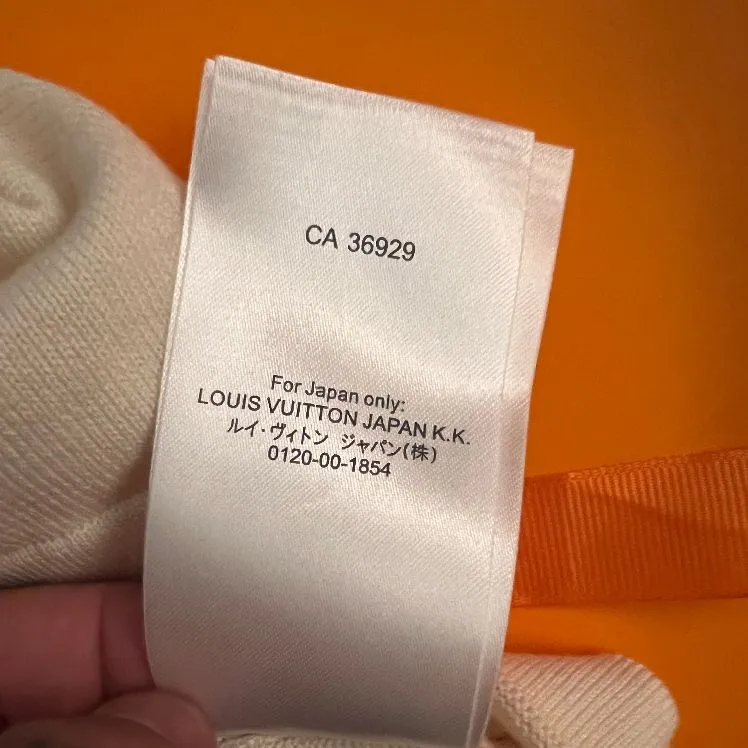 CA 36929
For Japan only:
LOUIS VUITTON JAPAN K.K.
ルイ・ヴィトン ジャパン(株)
0120-00-1854